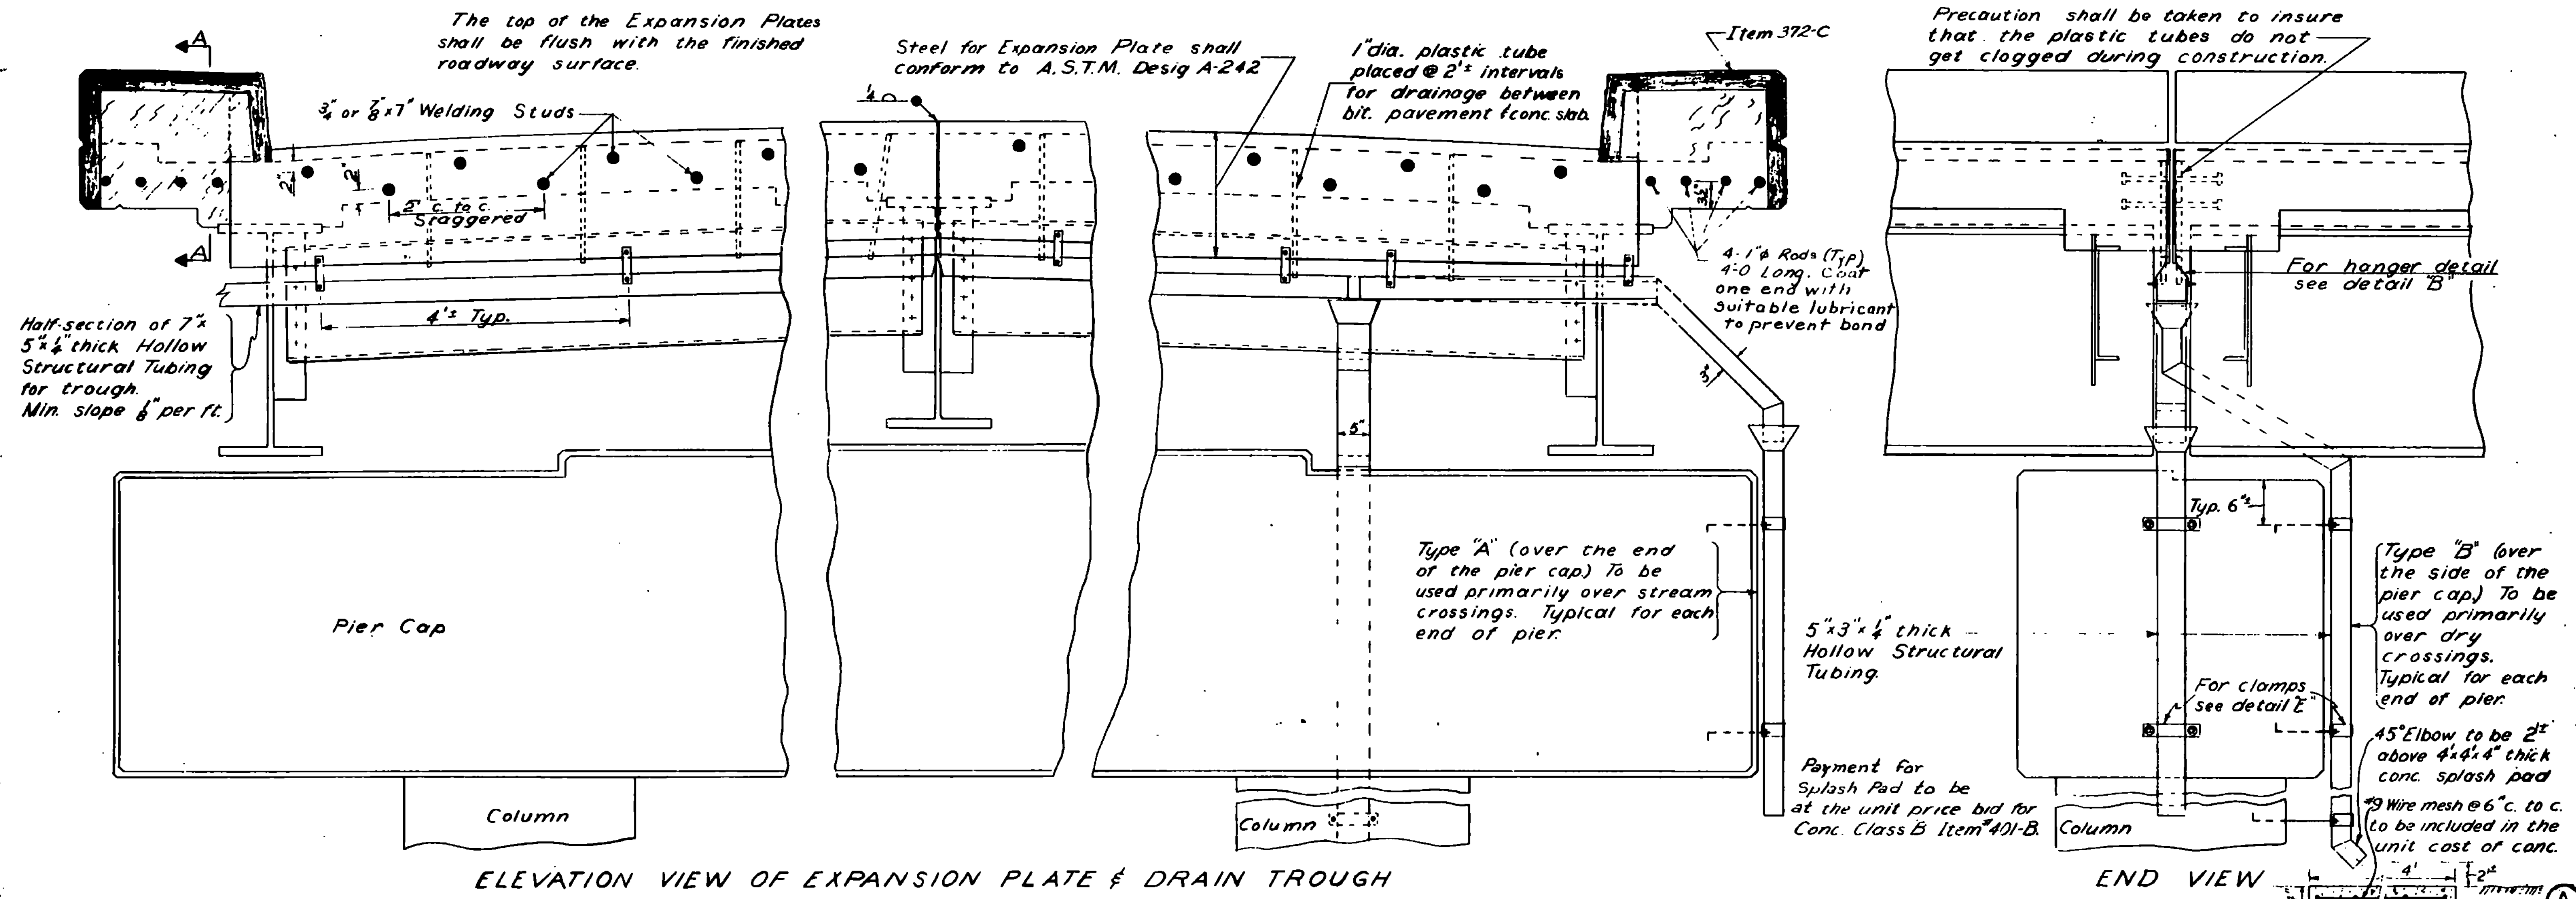 The top of the Expansion Plates
shall be flush with the finished
roadway surface.
A
3/4" or 7/8" x 7" Welding Studs
2"
2"
2' c. to c.
Staggered
A
4'± Typ.
Half-section of 7"x
5"x 1/4" thick Hollow
Structural Tubing
for trough.
Min. slope 1/8" per ft.
Pier Cap
Column
Steel for Expansion Plate shall
conform to A.S.T.M. Desig A-242
1/4
1" dia. plastic tube
placed @ 2'± intervals
for drainage between
bit. pavement & conc. slab.
Item 372-C
3 1/2"
4-1"ϕ Rods (Typ)
4'-0 Long. Coat
one end with
suitable lubricant
to prevent bond
3"
5"
Type "A" (over the end
of the pier cap.) To be
used primarily over stream
crossings. Typical for each
end of pier.
5"x3"x 1/4" thick
Hollow Structural
Tubing.
Payment for
Splash Pad to be
at the unit price bid for
Conc. Class B Item #401-B.
Column
Precaution shall be taken to insure
that the plastic tubes do not
get clogged during construction.
For hanger detail
see detail "B"
Typ. 6"±
Type "B" (over
the side of the
pier cap.) To be
used primarily
over dry
crossings.
Typical for each
end of pier.
For clamps
see detail "E"
45° Elbow to be 2'±
above 4'x4'x4" thick
conc. splash pad
#9 Wire mesh @ 6" c. to c.
to be included in the
unit cost of conc.
Column
4'
2'±
A
ELEVATION VIEW OF EXPANSION PLATE & DRAIN TROUGH
END VIEW